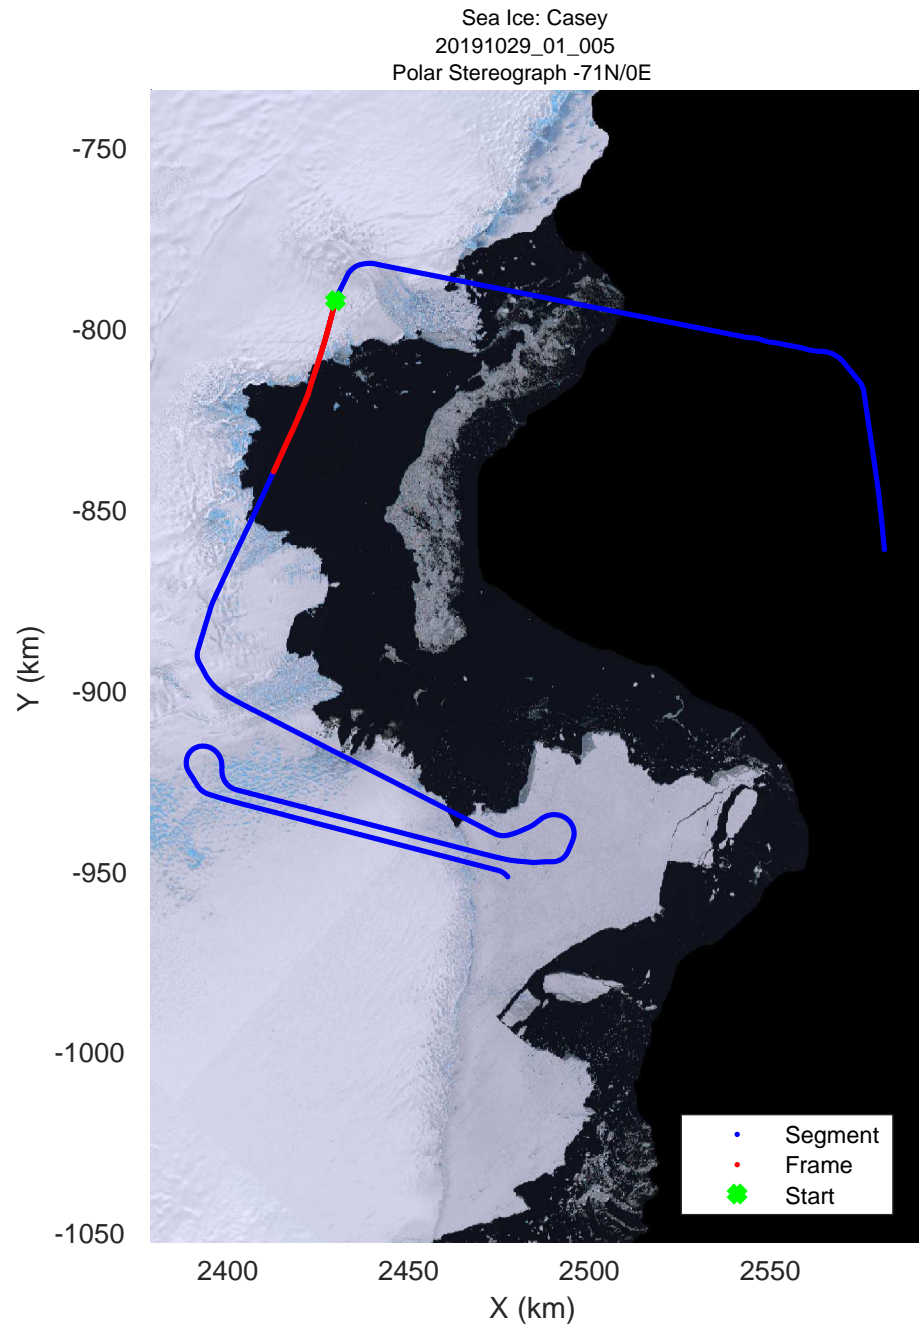 Sea Ice: Casey
20191029_01_005
Polar Stereograph -71N/0E
-750
-800
-850
-900
-950
-1000
-1050
Y (km)
2400
2450
2500
2550
X (km)
Segment
Frame
Start